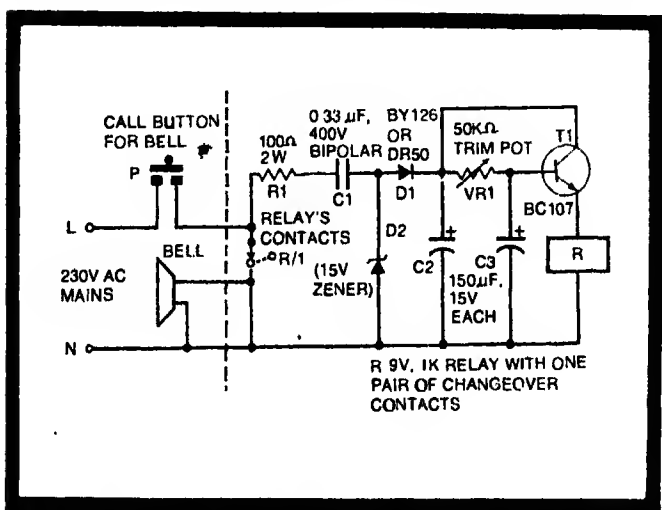 CALL BUTTON
FOR BELL
P
L
230V AC
MAINS
BELL
N
100Ω
2W
R1
0.33 µF,
400V
BIPOLAR
C1
BY126
OR
DR50
D1
50KΩ
TRIM POT
VR1
T1
BC107
RELAY'S
CONTACTS
R/1
D2
(15V
ZENER)
C2
C3
150µF,
15V
EACH
R
R 9V, 1K RELAY WITH ONE
PAIR OF CHANGEOVER
CONTACTS